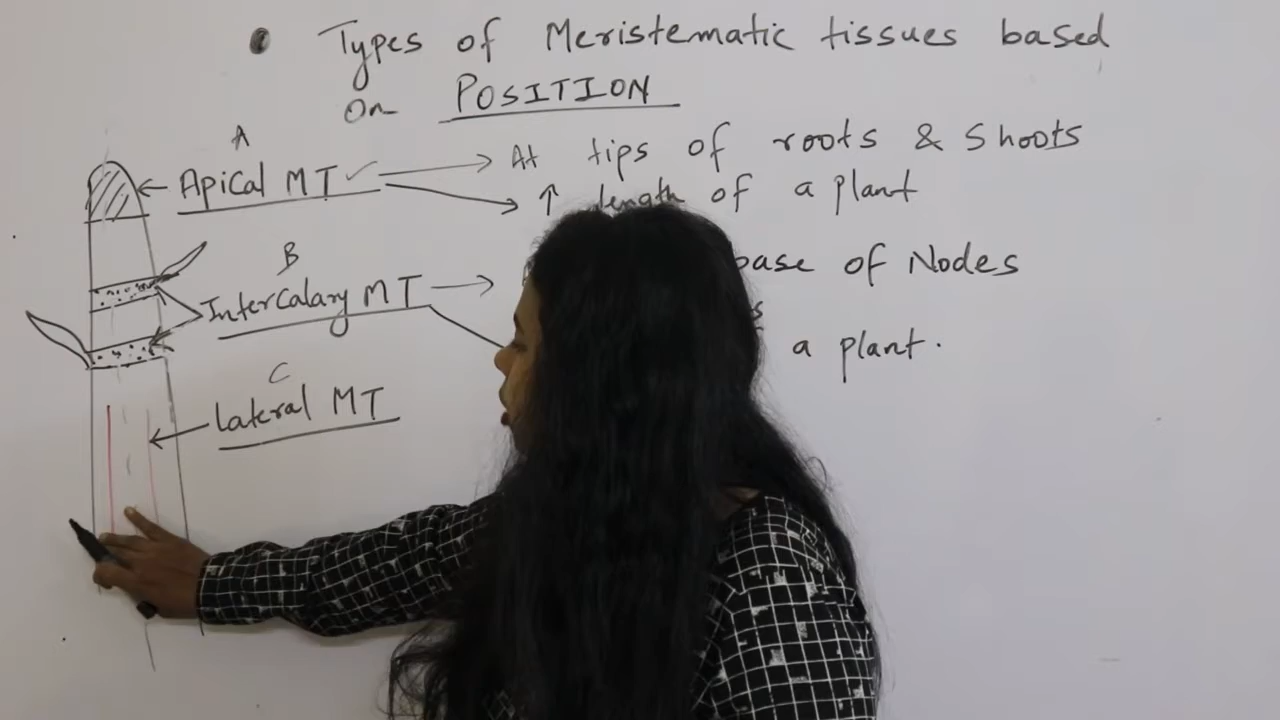 Types of Meristematic tissues based
on POSITION
A
Apical MT ✓ → At tips of roots & Shoots
→ ↑ length of a plant
B
base of Nodes
Intercalary MT →
a plant.
C
Lateral MT